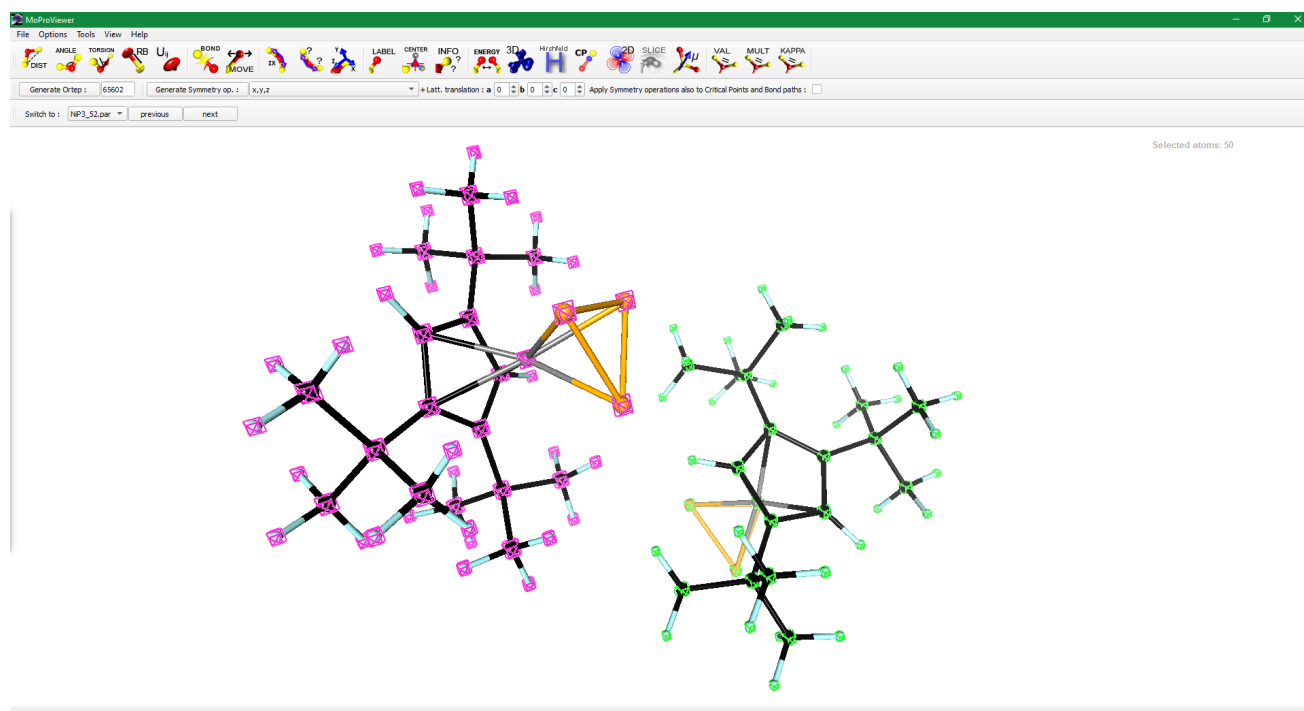 MoProViewer
File Options Tools View Help
DIST ANGLE TORSION RB Uij BOND MOVE ZX ? Y Z X LABEL CENTER INFO ? ENERGY 3D Hirshfeld H CP 2D SLICE μ VAL MULT KAPPA
Generate Ortep : 65602 Generate Symmetry op. : x,y,z + Latt. translation : a 0 b 0 c 0 Apply Symmetry operations also to Critical Points and Bond paths :
Switch to : NiP3_52.par previous next
Selected atoms: 50